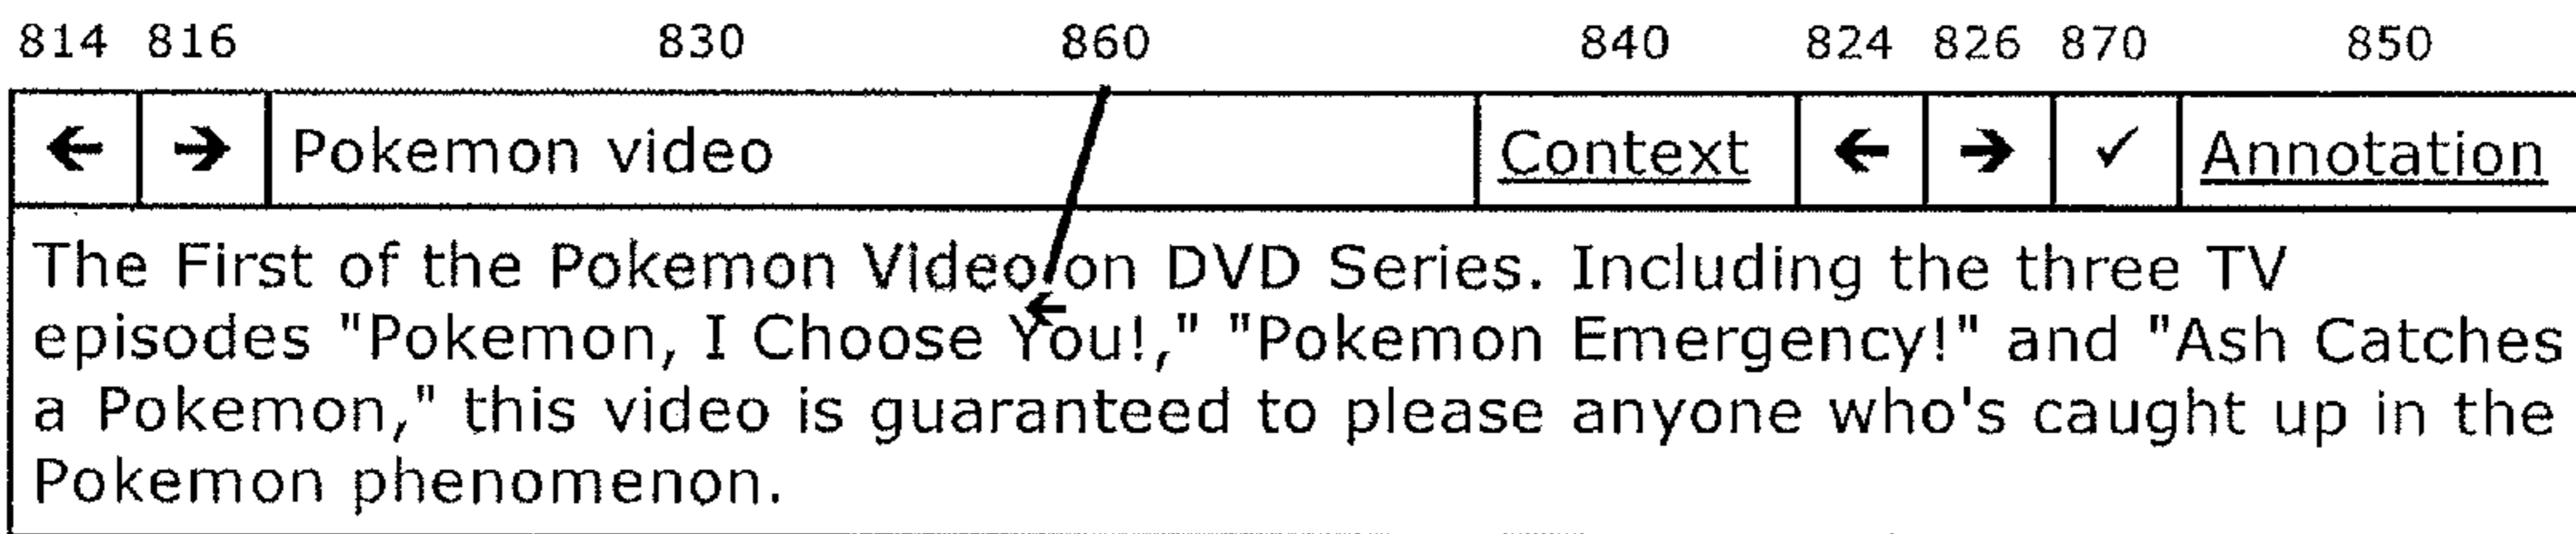 814 816 830 860 840 824 826 870 850
← → Pokemon video Context ← → ✓ Annotation
The First of the Pokemon Video on DVD Series. Including the three TV
episodes "Pokemon, I Choose You!," "Pokemon Emergency!" and "Ash Catches
a Pokemon," this video is guaranteed to please anyone who's caught up in the
Pokemon phenomenon.